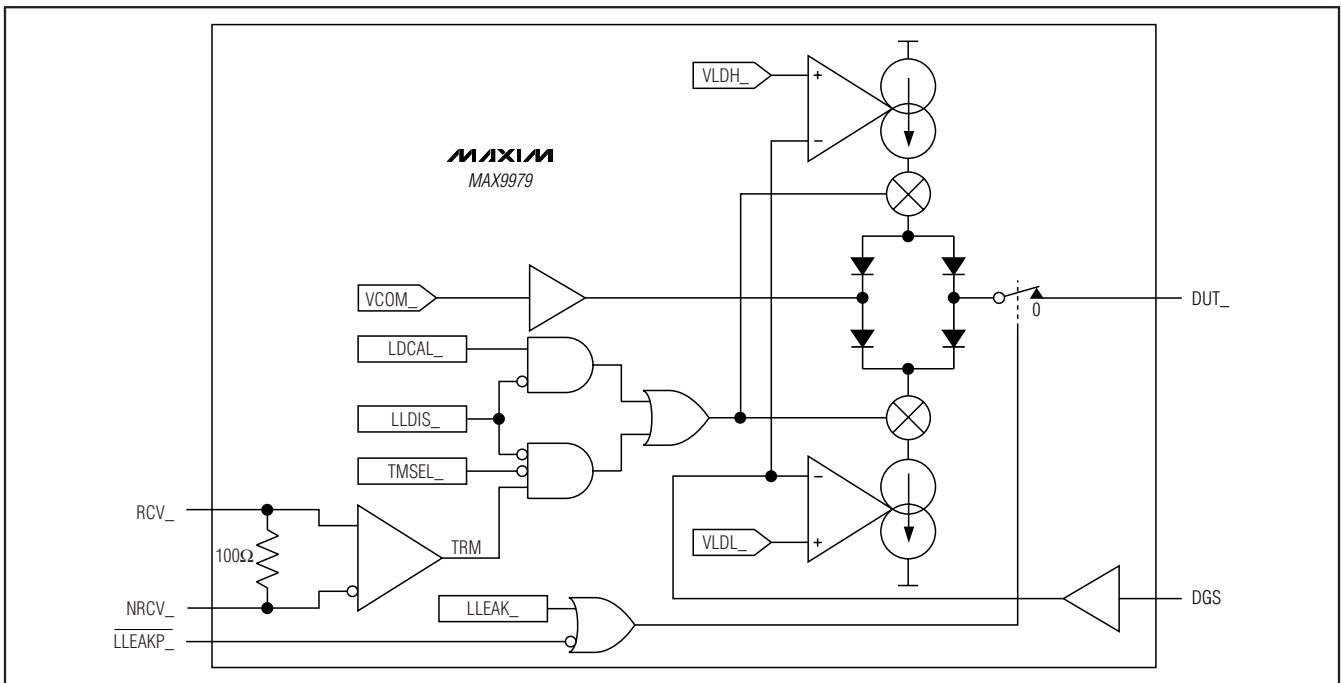 VLDH_
+
−
MAXIM
MAX9979
VCOM_
DUT_
0
LDCAL_
LLDIS_
TMSEL_
−
RCV_
VLDL_
+
100Ω
TRM
DGS
NRCV_
LLEAK_
LLEAKP_